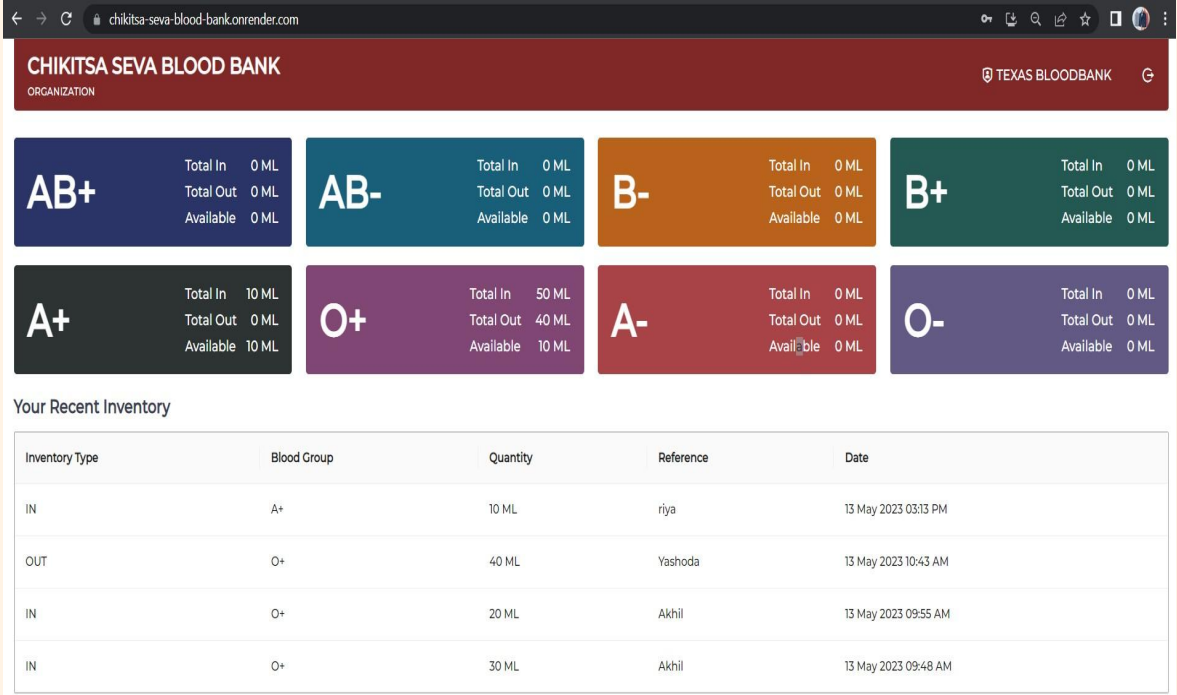 chikitsa-seva-blood-bank.onrender.com
CHIKITSA SEVA BLOOD BANK
ORGANIZATION
TEXAS BLOODBANK
AB+
Total In 0 ML
Total Out 0 ML
Available 0 ML
AB-
Total In 0 ML
Total Out 0 ML
Available 0 ML
B-
Total In 0 ML
Total Out 0 ML
Available 0 ML
B+
Total In 0 ML
Total Out 0 ML
Available 0 ML
A+
Total In 10 ML
Total Out 0 ML
Available 10 ML
O+
Total In 50 ML
Total Out 40 ML
Available 10 ML
A-
Total In 0 ML
Total Out 0 ML
Available 0 ML
O-
Total In 0 ML
Total Out 0 ML
Available 0 ML
Your Recent Inventory
Inventory Type Blood Group Quantity Reference Date
IN A+ 10 ML riya 13 May 2023 03:13 PM
OUT O+ 40 ML Yashoda 13 May 2023 10:43 AM
IN O+ 20 ML Akhil 13 May 2023 09:55 AM
IN O+ 30 ML Akhil 13 May 2023 09:48 AM